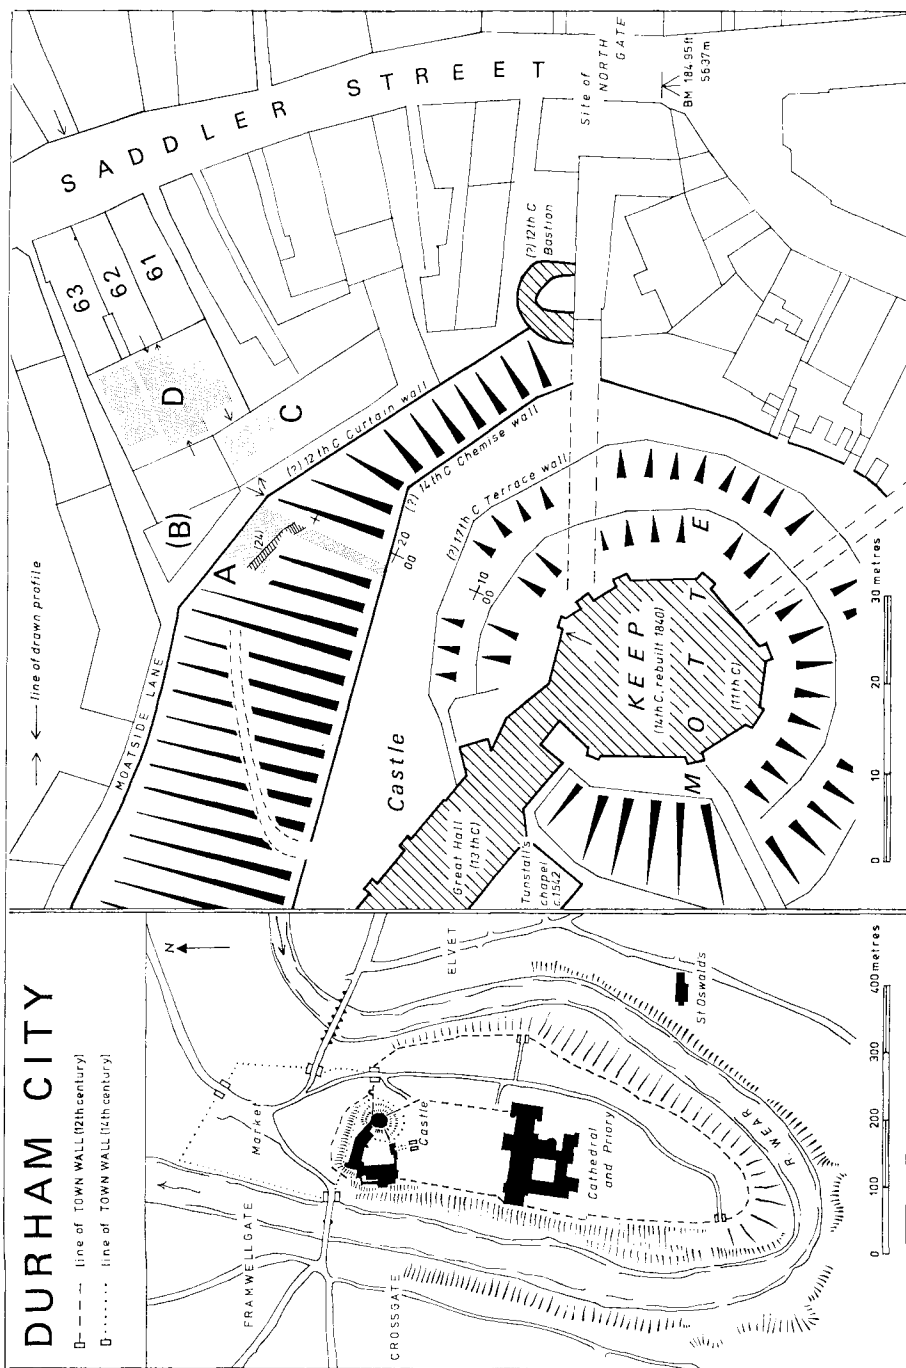 DURHAM CITY
line of TOWN WALL (12th century)
line of TOWN WALL (14th century)
N
FRAMWELLGATE
CROSSGATE
Market
Castle
ELVET
Cathedral
and Priory
St Oswald's
R. WEAR
0 100 200 300 400 metres
line of drawn profile
MOATSIDE LANE
SADDLER STREET
63
62
61
D
C
(B)
A
(24)
(?) 12th C Curtain wall
(?) 14th C Chemise wall
(?) 17th C Terrace wall
(?) 12th C
Bastion
Site of
NORTH
GATE
BM 184.95ft
56.37m
20
00
10
00
Castle
Great Hall
(13th C)
Tunstall's
chapel
c.1542
KEEP
(14th C, rebuilt 1840)
MOTTE
(11th C)
0 10 20 30 metres